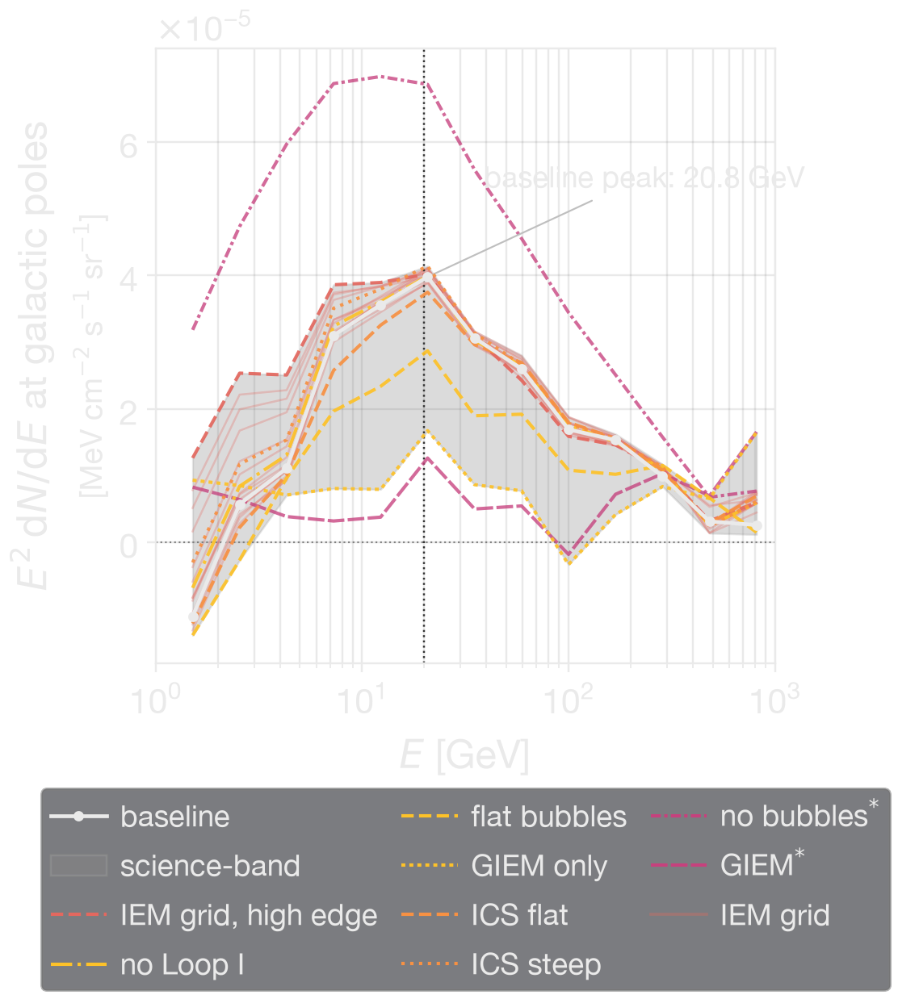 ×10⁻⁵
E² dN/dE at galactic poles
[MeV cm⁻² s⁻¹ sr⁻¹]
6
4
2
0
baseline peak: 20.8 GeV
10⁰ 10¹ 10² 10³
E [GeV]
baseline
science-band
IEM grid, high edge
no Loop I
flat bubbles
GIEM only
ICS flat
ICS steep
no bubbles*
GIEM*
IEM grid